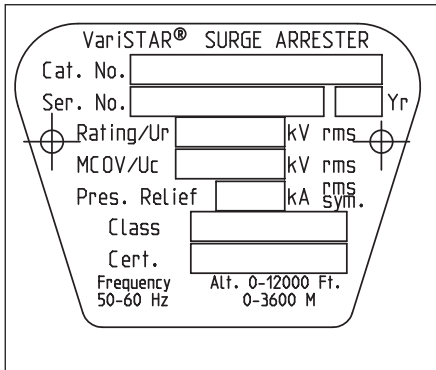 VariSTAR® SURGE ARRESTER
Cat. No.
Ser. No. Yr
Rating/Ur kV rms
MCOV/Uc kV rms
Pres. Relief kA rms sym.
Class
Cert.
Frequency Alt. 0-12000 Ft.
50-60 Hz 0-3600 M